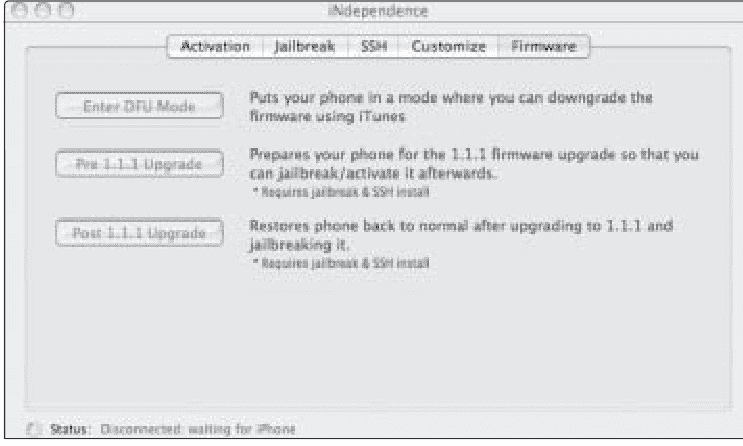 iNdependence
Activation Jailbreak SSH Customize Firmware
Enter DFU Mode
Puts your phone in a mode where you can downgrade the
firmware using iTunes
Pre 1.1.1 Upgrade
Prepares your phone for the 1.1.1 firmware upgrade so that you
can jailbreak/activate it afterwards.
* Requires jailbreak & SSH install
Post 1.1.1 Upgrade
Restores phone back to normal after upgrading to 1.1.1 and
jailbreaking it.
* Requires jailbreak & SSH install
Status: Disconnected: waiting for iPhone